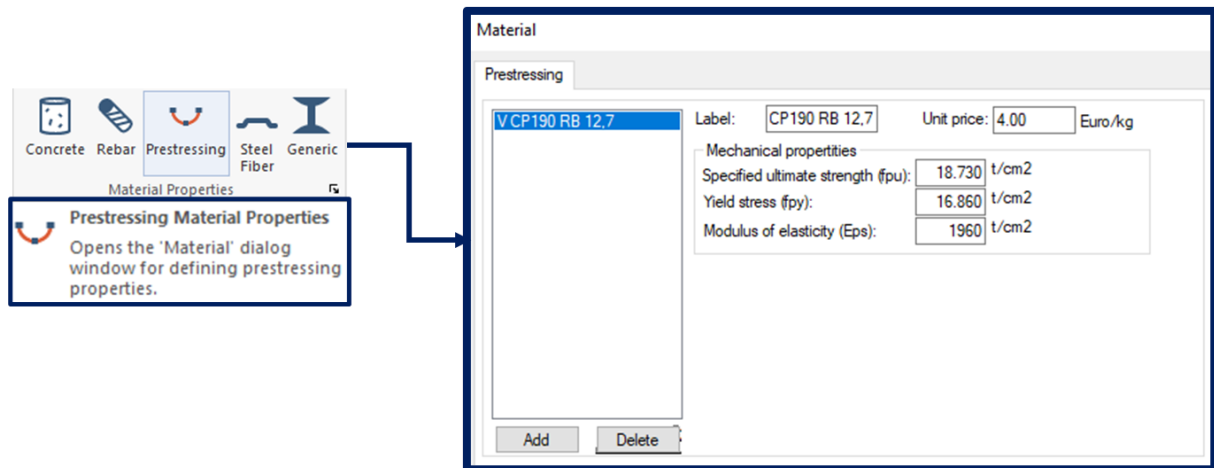 Concrete Rebar Prestressing Steel Fiber Generic
Material Properties
Prestressing Material Properties
Opens the 'Material' dialog
window for defining prestressing
properties.
Material
Prestressing
V CP190 RB 12,7
Label: CP190 RB 12,7 Unit price: 4.00 Euro/kg
Mechanical propertities
Specified ultimate strength (fpu): 18.730 t/cm2
Yield stress (fpy): 16.860 t/cm2
Modulus of elasticity (Eps): 1960 t/cm2
Add Delete